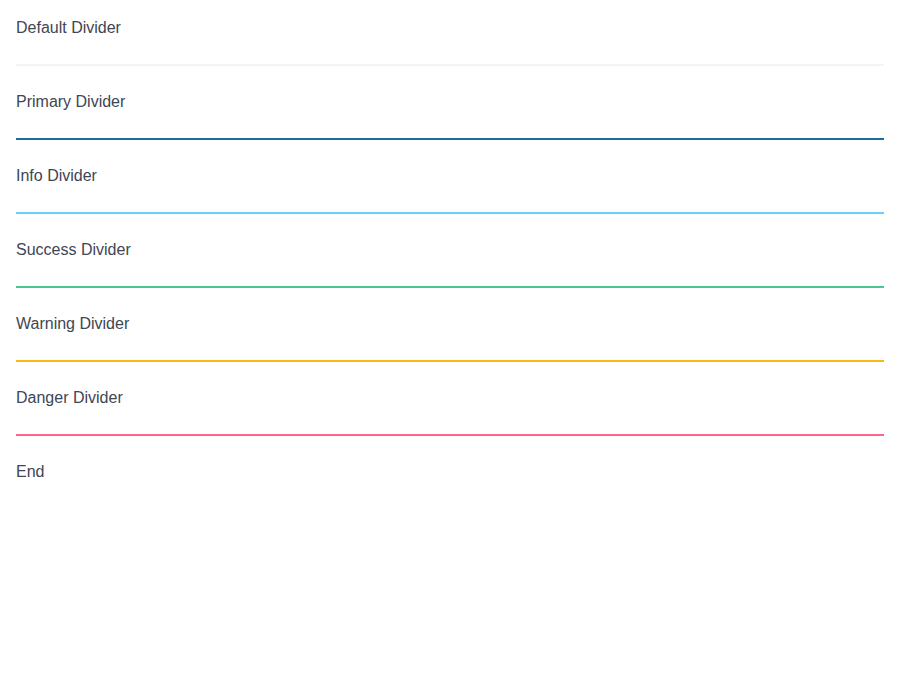 Default Divider
Primary Divider
Info Divider
Success Divider
Warning Divider
Danger Divider
End